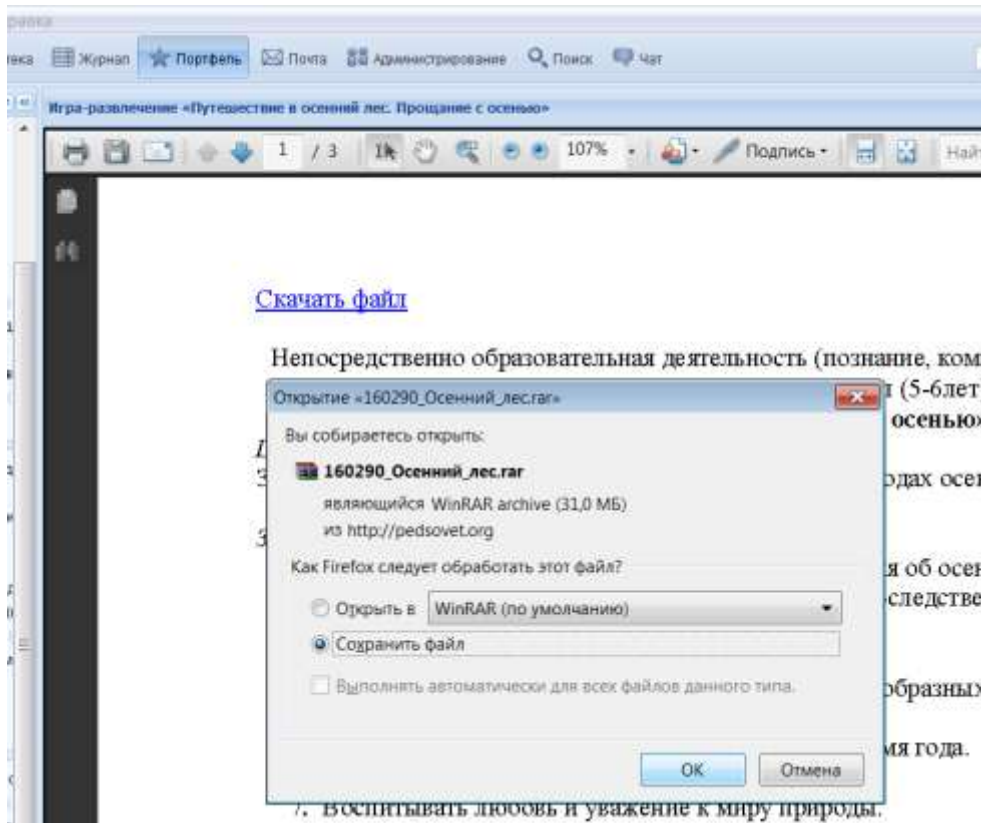 Журнал Портфель Почта Администрирование Поиск Чат
Игра-развлечение «Путешествие в осенний лес. Прощание с осенью»
1 / 3 107% Подпись
Скачать файл
Непосредственно образовательная деятельность (познание, ком
(5-6лет
осенью»
одах осен
я об осен
следстве
образных
мя года.
7. Воспитывать любовь и уважение к миру природы.
Открытие «160290_Осенний_лес.rar»
Вы собираетесь открыть:
160290_Осенний_лес.rar
являющийся WinRAR archive (31,0 МБ)
из http://pedsovet.org
Как Firefox следует обработать этот файл?
Открыть в WinRAR (по умолчанию)
Сохранить файл
Выполнять автоматически для всех файлов данного типа.
OK Отмена